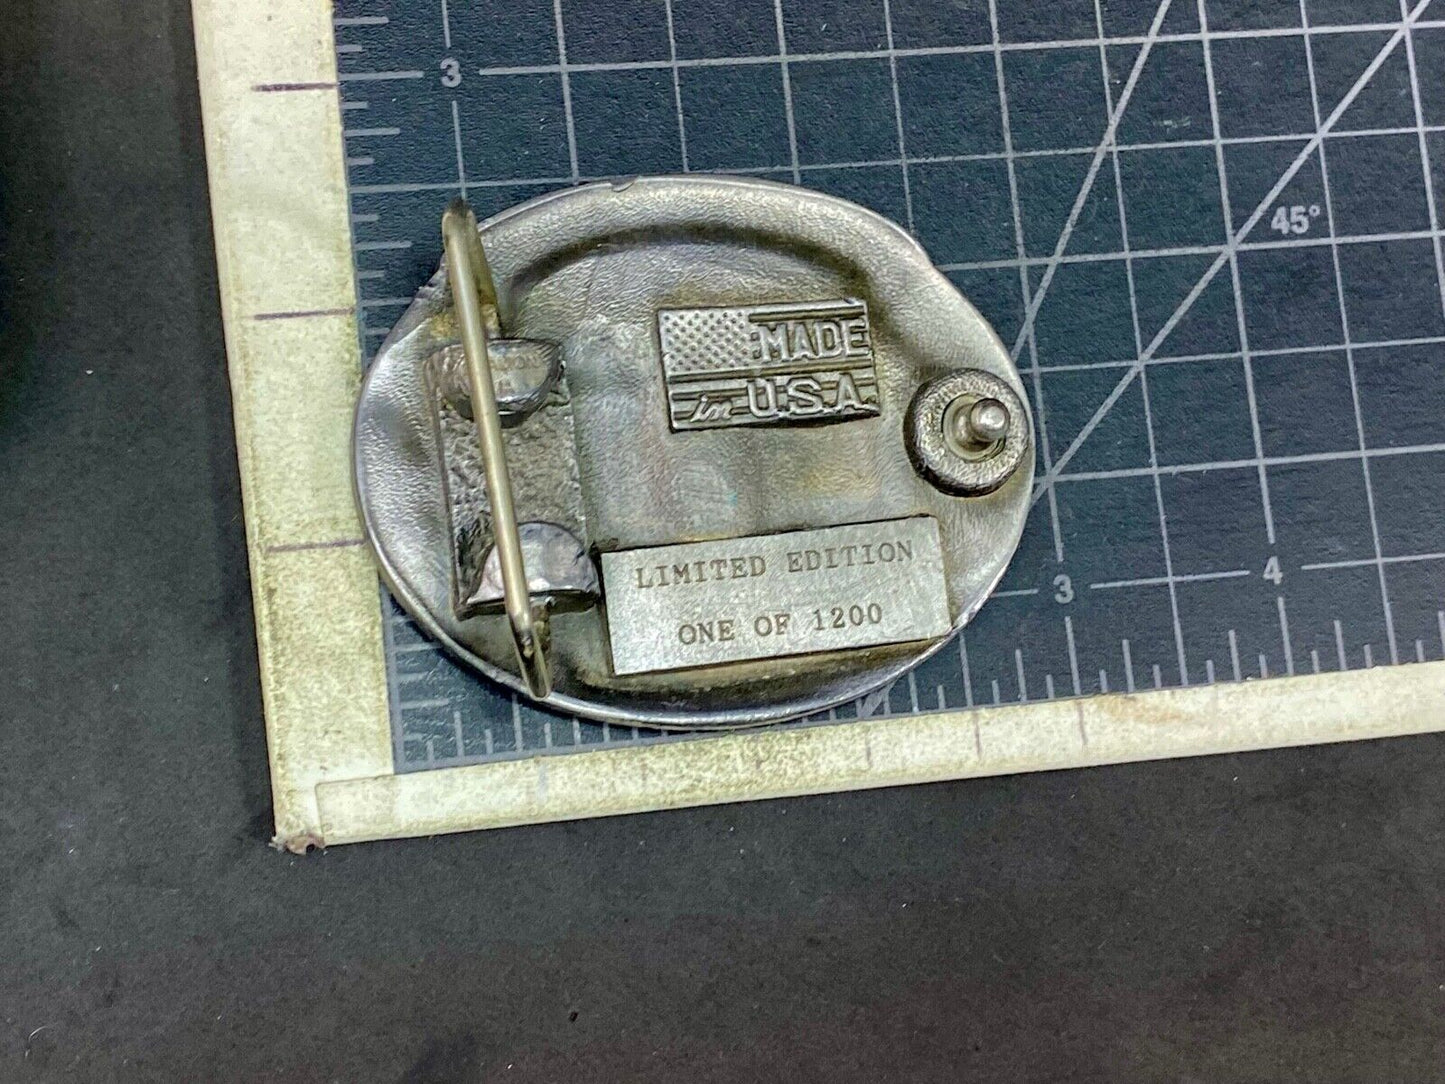 3
45°
MADE
in U.S.A.
LIMITED EDITION
ONE OF 1200
3
4